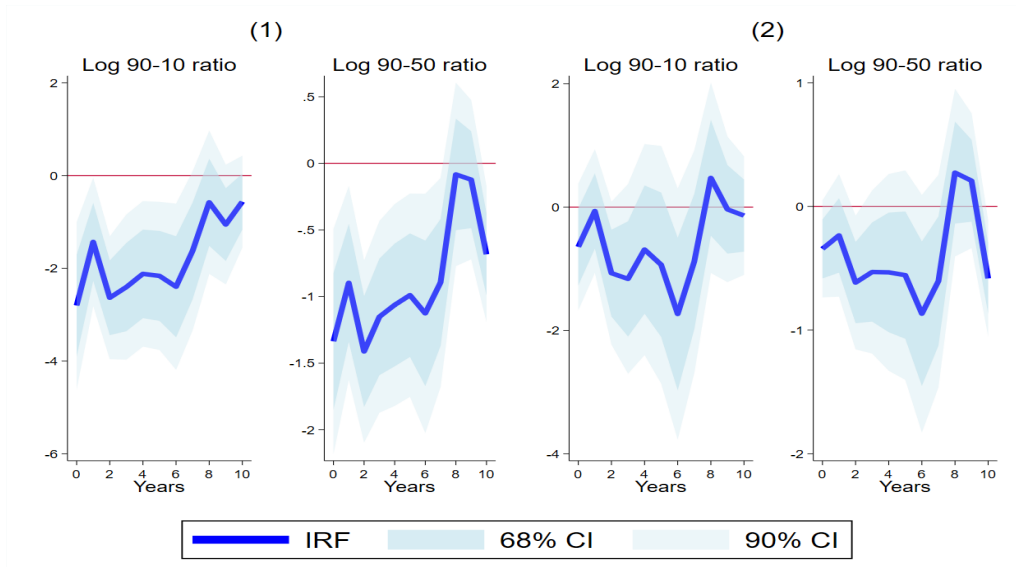 (1) (2)
Log 90-10 ratio Log 90-50 ratio Log 90-10 ratio Log 90-50 ratio
2 .5 2 1
0 0 0 0
-2 -.5 -2 -1
-4 -1 -4 -2
-6 -1.5
-2
0 2 4 6 8 10 0 2 4 6 8 10 0 2 4 6 8 10 0 2 4 6 8 10
Years Years Years Years
IRF 68% CI 90% CI